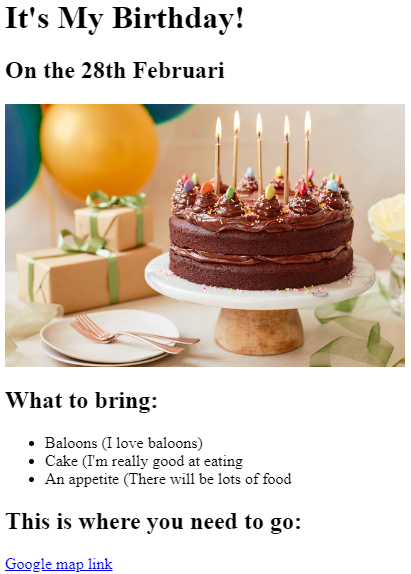 It's My Birthday!
On the 28th Februari
What to bring:
Baloons (I love baloons)
Cake (I'm really good at eating
An appetite (There will be lots of food
This is where you need to go:
Google map link